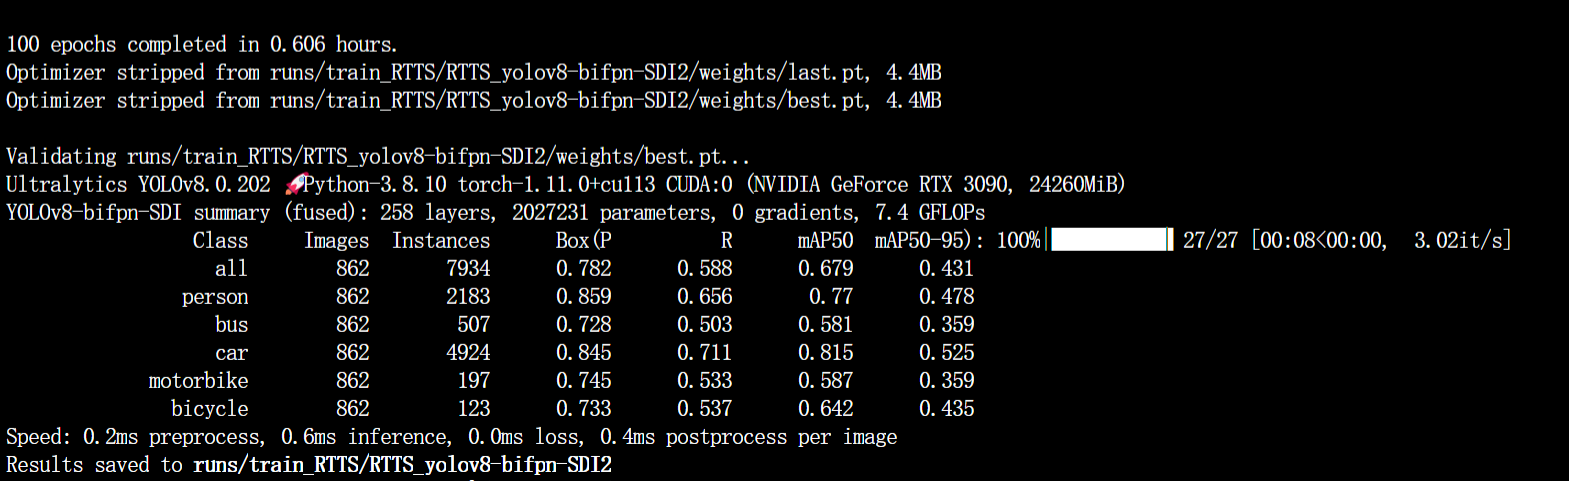 100 epochs completed in 0.606 hours.
Optimizer stripped from runs/train_RTTS/RTTS_yolov8-bifpn-SDI2/weights/last.pt, 4.4MB
Optimizer stripped from runs/train_RTTS/RTTS_yolov8-bifpn-SDI2/weights/best.pt, 4.4MB
Validating runs/train_RTTS/RTTS_yolov8-bifpn-SDI2/weights/best.pt...
Ultralytics YOLOv8.0.202 🚀Python-3.8.10 torch-1.11.0+cu113 CUDA:0 (NVIDIA GeForce RTX 3090, 24260MiB)
YOLOv8-bifpn-SDI summary (fused): 258 layers, 2027231 parameters, 0 gradients, 7.4 GFLOPs
Class Images Instances Box(P R mAP50 mAP50-95): 100% 27/27 [00:08<00:00, 3.02it/s]
all 862 7934 0.782 0.588 0.679 0.431
person 862 2183 0.859 0.656 0.77 0.478
bus 862 507 0.728 0.503 0.581 0.359
car 862 4924 0.845 0.711 0.815 0.525
motorbike 862 197 0.745 0.533 0.587 0.359
bicycle 862 123 0.733 0.537 0.642 0.435
Speed: 0.2ms preprocess, 0.6ms inference, 0.0ms loss, 0.4ms postprocess per image
Results saved to runs/train_RTTS/RTTS_yolov8-bifpn-SDI2